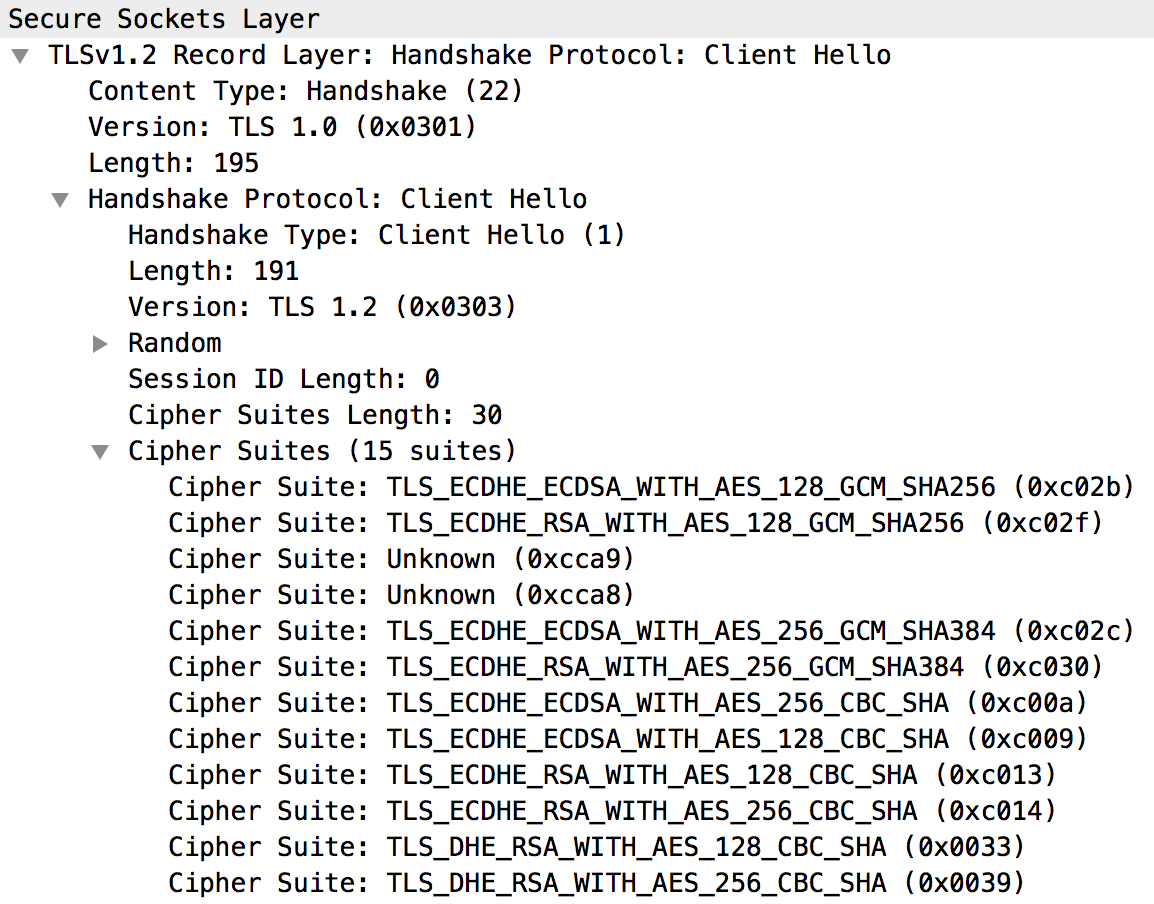 Secure Sockets Layer
TLSv1.2 Record Layer: Handshake Protocol: Client Hello
Content Type: Handshake (22)
Version: TLS 1.0 (0x0301)
Length: 195
Handshake Protocol: Client Hello
Handshake Type: Client Hello (1)
Length: 191
Version: TLS 1.2 (0x0303)
Random
Session ID Length: 0
Cipher Suites Length: 30
Cipher Suites (15 suites)
Cipher Suite: TLS_ECDHE_ECDSA_WITH_AES_128_GCM_SHA256 (0xc02b)
Cipher Suite: TLS_ECDHE_RSA_WITH_AES_128_GCM_SHA256 (0xc02f)
Cipher Suite: Unknown (0xcca9)
Cipher Suite: Unknown (0xcca8)
Cipher Suite: TLS_ECDHE_ECDSA_WITH_AES_256_GCM_SHA384 (0xc02c)
Cipher Suite: TLS_ECDHE_RSA_WITH_AES_256_GCM_SHA384 (0xc030)
Cipher Suite: TLS_ECDHE_ECDSA_WITH_AES_256_CBC_SHA (0xc00a)
Cipher Suite: TLS_ECDHE_ECDSA_WITH_AES_128_CBC_SHA (0xc009)
Cipher Suite: TLS_ECDHE_RSA_WITH_AES_128_CBC_SHA (0xc013)
Cipher Suite: TLS_ECDHE_RSA_WITH_AES_256_CBC_SHA (0xc014)
Cipher Suite: TLS_DHE_RSA_WITH_AES_128_CBC_SHA (0x0033)
Cipher Suite: TLS_DHE_RSA_WITH_AES_256_CBC_SHA (0x0039)